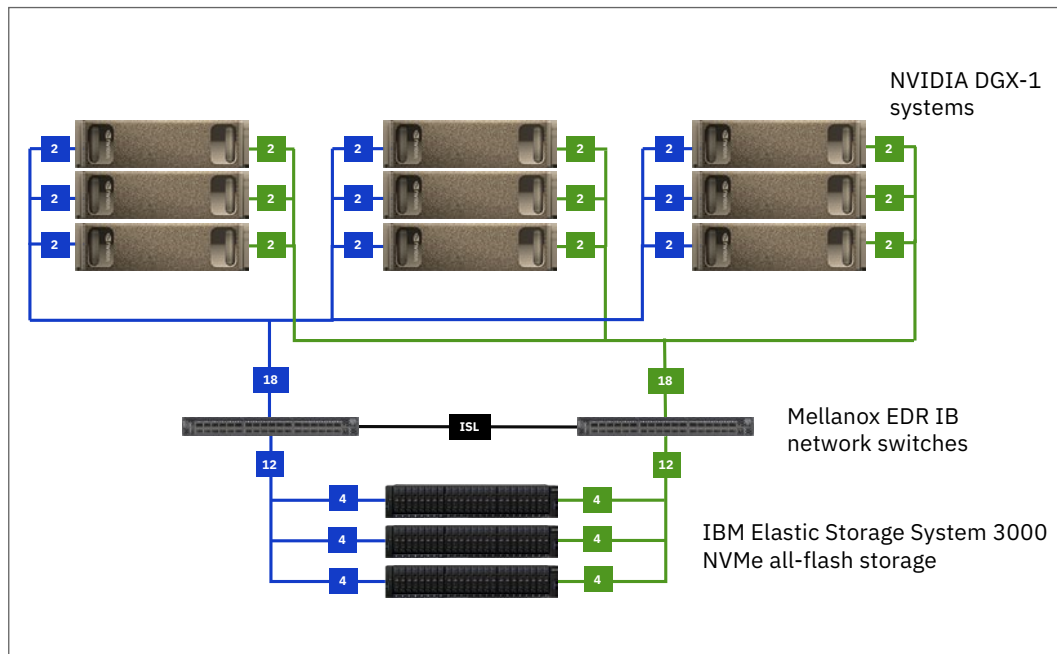 NVIDIA DGX-1
systems
2 2 2 2 2 2
2 2 2 2 2 2
2 2 2 2 2 2
18 18
ISL
Mellanox EDR IB
network switches
12 12
4 4
4 4
4 4
IBM Elastic Storage System 3000
NVMe all-flash storage